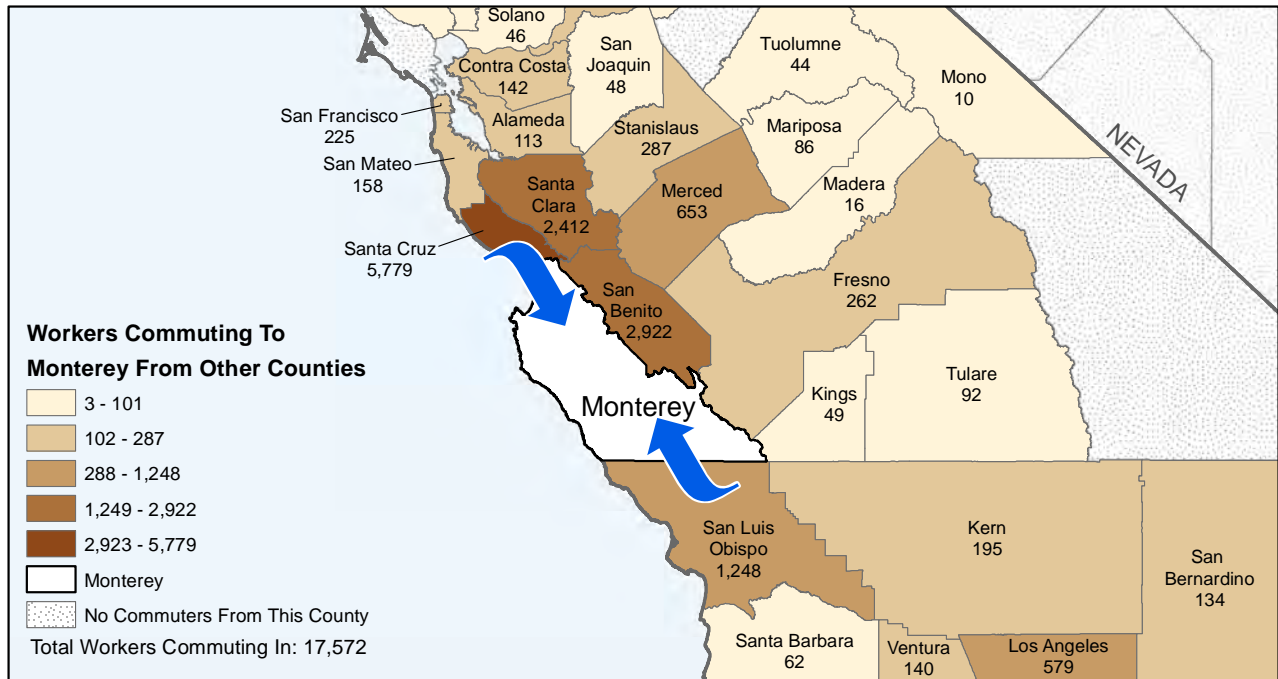 Solano
46
San
Joaquin
48
Tuolumne
44
Mono
10
Contra Costa
142
San Francisco
225
Alameda
113
Stanislaus
287
Mariposa
86
NEVADA
San Mateo
158
Santa
Clara
2,412
Merced
653
Madera
16
Santa Cruz
5,779
San
Benito
2,922
Fresno
262
Monterey
Kings
49
Tulare
92
San Luis
Obispo
1,248
Kern
195
San
Bernardino
134
Santa Barbara
62
Ventura
140
Los Angeles
579
Workers Commuting To
Monterey From Other Counties
3 - 101
102 - 287
288 - 1,248
1,249 - 2,922
2,923 - 5,779
Monterey
No Commuters From This County
Total Workers Commuting In: 17,572